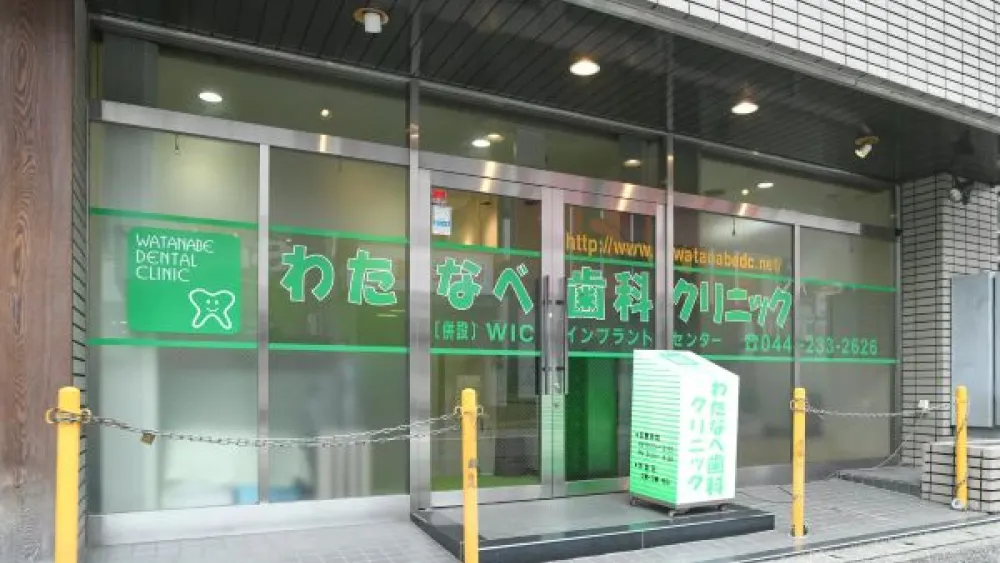 WATANABE
DENTAL
CLINIC
http://www.watanabedc.net/
わたなべ歯科クリニック
〔併設〕WIC インプラントセンター ☎044-233-2626
わたなべ歯科
クリニック